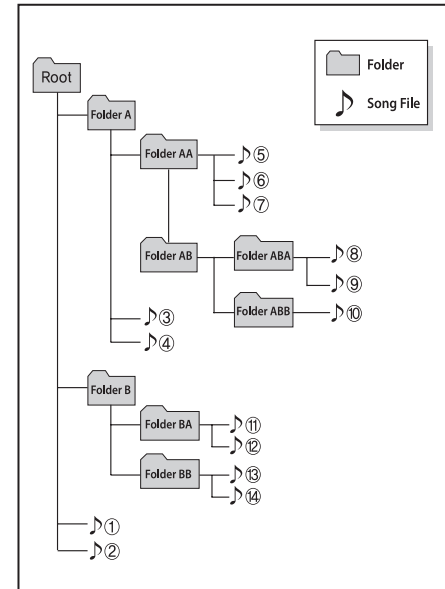 Root
Folder
Song File
Folder A
Folder AA
⑤
⑥
⑦
Folder AB
Folder ABA
⑧
⑨
Folder ABB
⑩
③
④
Folder B
Folder BA
⑪
⑫
Folder BB
⑬
⑭
①
②